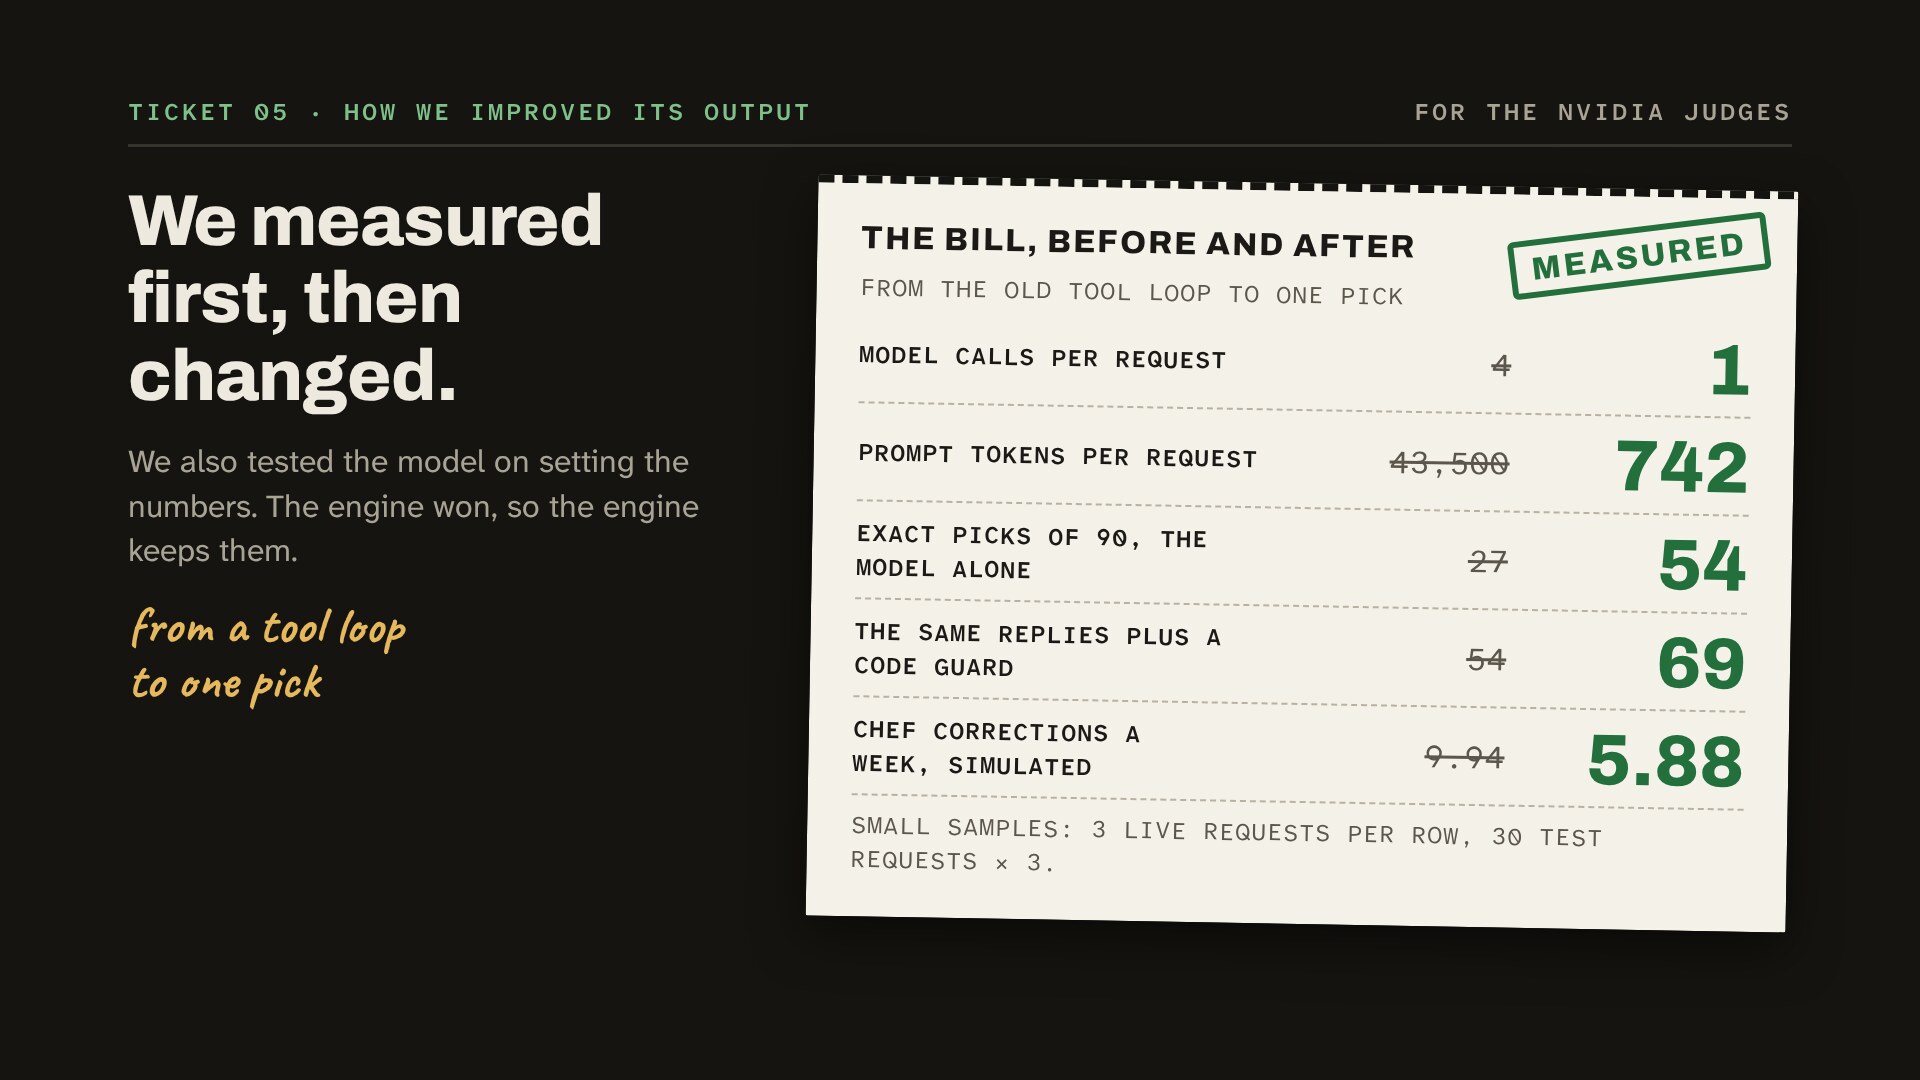 TICKET 05 · HOW WE IMPROVED ITS OUTPUT
FOR THE NVIDIA JUDGES
We measured
first, then
changed.
We also tested the model on setting the
numbers. The engine won, so the engine
keeps them.
from a tool loop
to one pick
THE BILL, BEFORE AND AFTER
MEASURED
FROM THE OLD TOOL LOOP TO ONE PICK
MODEL CALLS PER REQUEST 4 1
PROMPT TOKENS PER REQUEST 43,500 742
EXACT PICKS OF 90, THE
MODEL ALONE 27 54
THE SAME REPLIES PLUS A
CODE GUARD 54 69
CHEF CORRECTIONS A
WEEK, SIMULATED 9.94 5.88
SMALL SAMPLES: 3 LIVE REQUESTS PER ROW, 30 TEST
REQUESTS × 3.